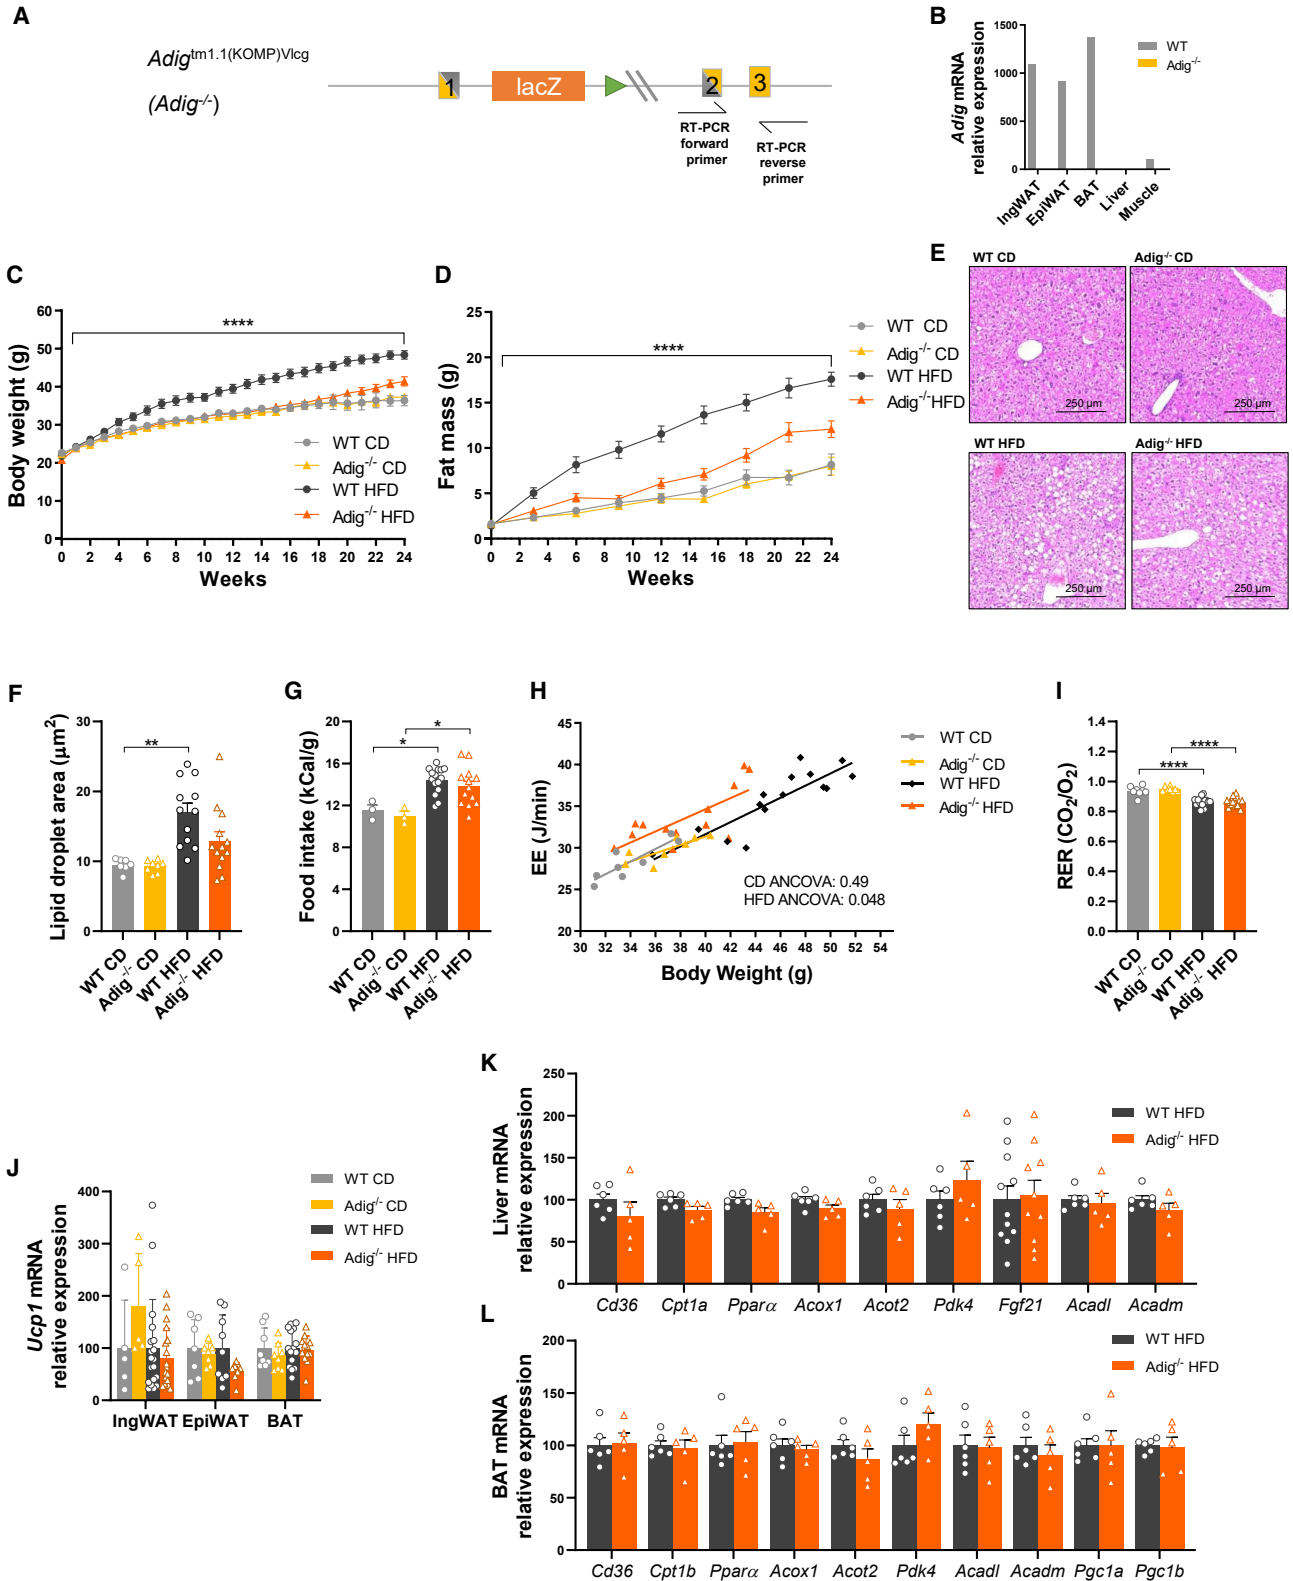 A
Adig^tm1.1(KOMP)Vlcg
(Adig^-/-)
1
lacZ
2
3
RT-PCR
forward
primer
RT-PCR
reverse
primer
B
Adig mRNA
relative expression
1500
1000
500
0
IngWAT
EpiWAT
BAT
Liver
Muscle
WT
Adig^-/-
C
Body weight (g)
60
50
40
30
20
10
0
****
WT CD
Adig^-/- CD
WT HFD
Adig^-/- HFD
0 2 4 6 8 10 12 14 16 18 20 22 24
Weeks
D
Fat mass (g)
25
20
15
10
5
0
****
WT CD
Adig^-/- CD
WT HFD
Adig^-/- HFD
0 2 4 6 8 10 12 14 16 18 20 22 24
Weeks
E
WT CD
Adig^-/- CD
250 µm
250 µm
WT HFD
Adig^-/- HFD
250 µm
250 µm
F
Lipid droplet area (µm²)
30
20
10
0
**
WT CD
Adig^-/- CD
WT HFD
Adig^-/- HFD
G
Food intake (kCal/g)
20
16
12
8
4
0
*
*
WT CD
Adig^-/- CD
WT HFD
Adig^-/- HFD
H
EE (J/min)
45
40
35
30
25
20
WT CD
Adig^-/- CD
WT HFD
Adig^-/- HFD
CD ANCOVA: 0.49
HFD ANCOVA: 0.048
30 32 34 36 38 40 42 44 46 48 50 52 54
Body Weight (g)
I
RER (CO₂/O₂)
1.4
1.2
1.0
0.8
0.6
0.4
0.2
0.0
****
****
WT CD
Adig^-/- CD
WT HFD
Adig^-/- HFD
J
Ucp1 mRNA
relative expression
400
300
200
100
0
WT CD
Adig^-/- CD
WT HFD
Adig^-/- HFD
IngWAT EpiWAT BAT
K
Liver mRNA
relative expression
250
200
150
100
50
0
WT HFD
Adig^-/- HFD
Cd36 Cpt1a Pparα Acox1 Acot2 Pdk4 Fgf21 Acadl Acadm
L
BAT mRNA
relative expression
200
150
100
50
0
WT HFD
Adig^-/- HFD
Cd36 Cpt1b Pparα Acox1 Acot2 Pdk4 Acadl Acadm Pgc1a Pgc1b